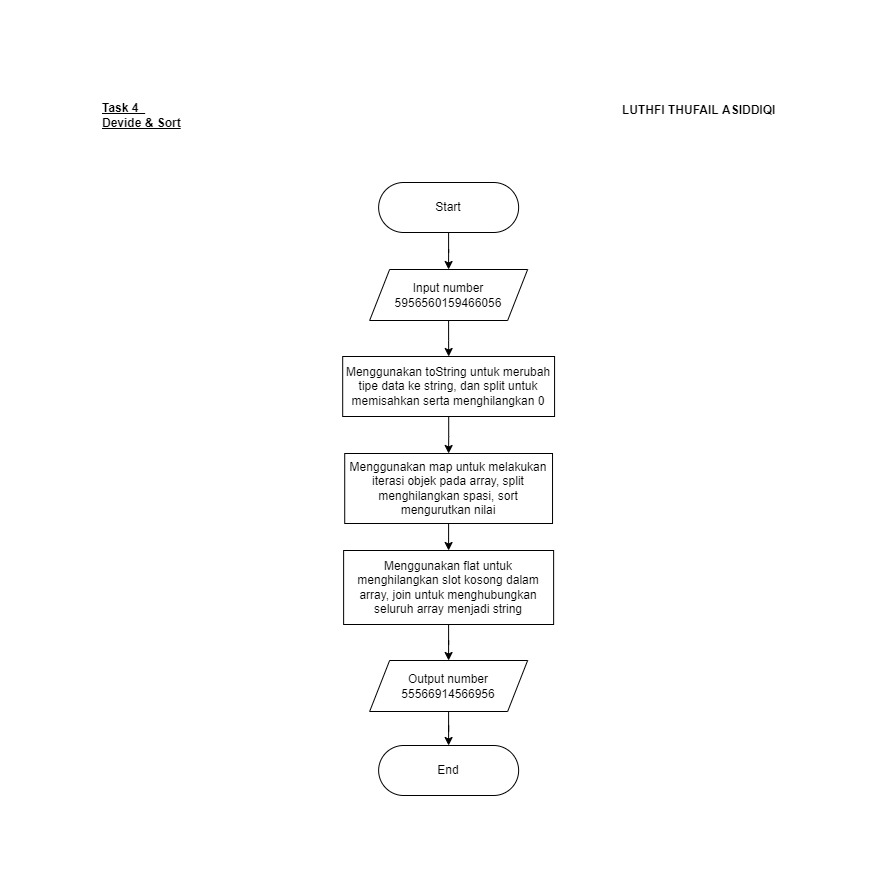 Task 4
Devide & Sort
LUTHFI THUFAIL ASIDDIQI
Start
Input number
5956560159466056
Menggunakan toString untuk merubah
tipe data ke string, dan split untuk
memisahkan serta menghilangkan 0
Menggunakan map untuk melakukan
iterasi objek pada array, split
menghilangkan spasi, sort
mengurutkan nilai
Menggunakan flat untuk
menghilangkan slot kosong dalam
array, join untuk menghubungkan
seluruh array menjadi string
Output number
55566914566956
End